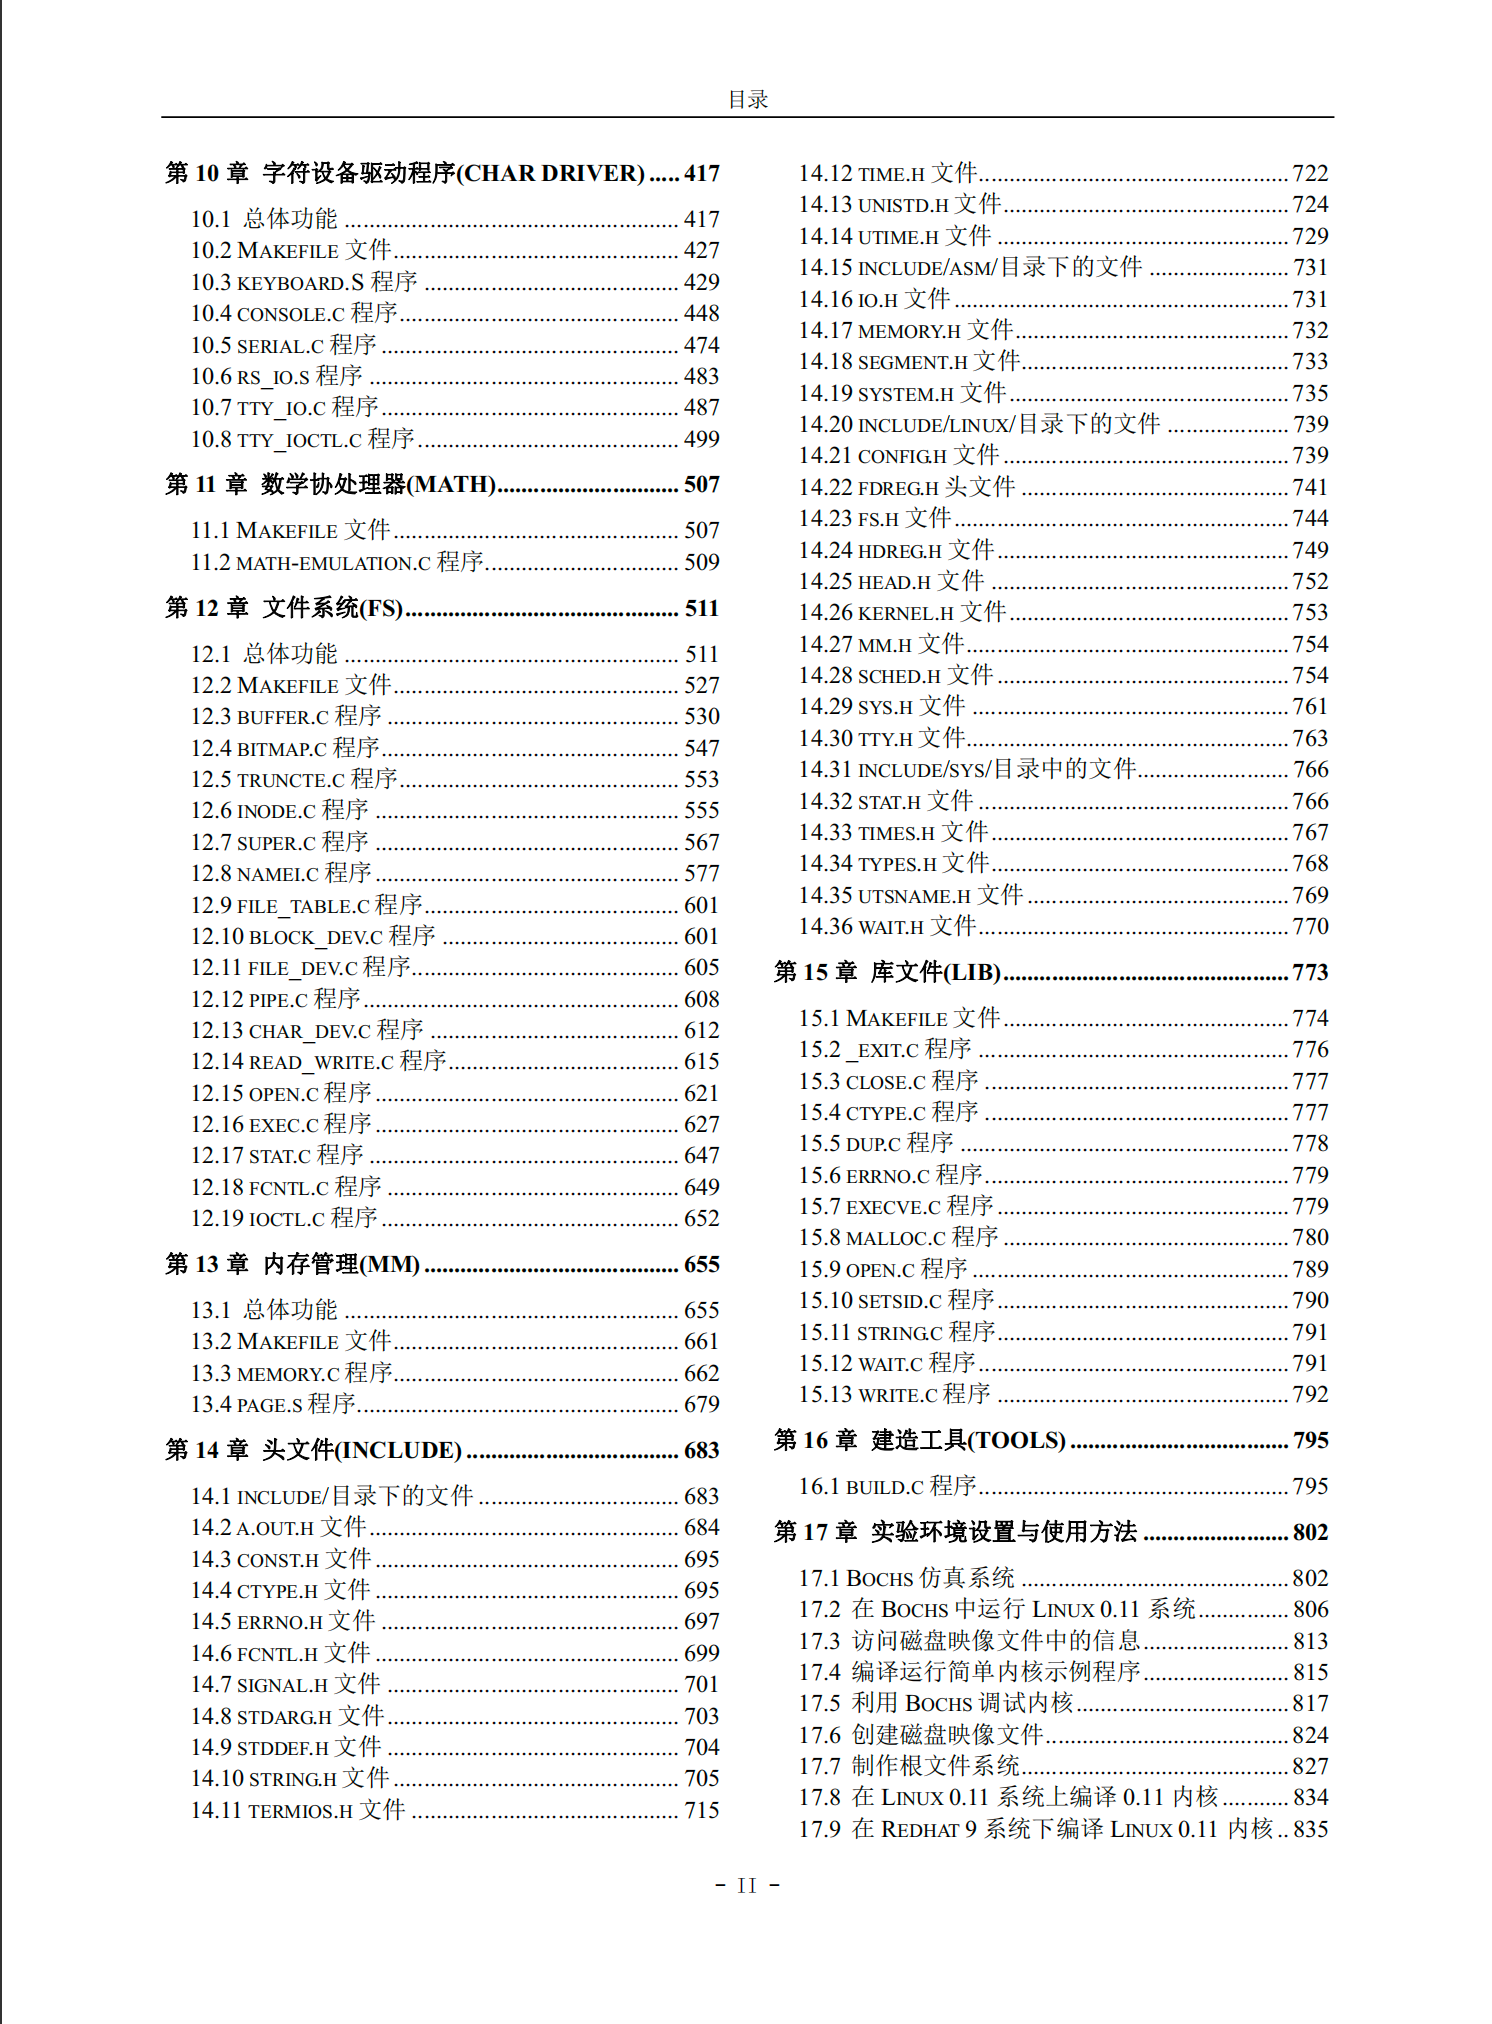 目录
第 10 章 字符设备驱动程序(CHAR DRIVER) ..... 417
10.1 总体功能 ....................................................... 417
10.2 MAKEFILE 文件............................................... 427
10.3 KEYBOARD.S 程序 .......................................... 429
10.4 CONSOLE.C 程序.............................................. 448
10.5 SERIAL.C 程序 ................................................. 474
10.6 RS_IO.S 程序 ................................................... 483
10.7 TTY_IO.C 程序................................................. 487
10.8 TTY_IOCTL.C 程序........................................... 499
第 11 章 数学协处理器(MATH).............................. 507
11.1 MAKEFILE 文件............................................... 507
11.2 MATH-EMULATION.C 程序................................ 509
第 12 章 文件系统(FS)............................................. 511
12.1 总体功能 ....................................................... 511
12.2 MAKEFILE 文件............................................... 527
12.3 BUFFER.C 程序 ................................................ 530
12.4 BITMAP.C 程序................................................. 547
12.5 TRUNCTE.C 程序.............................................. 553
12.6 INODE.C 程序 .................................................. 555
12.7 SUPER.C 程序 .................................................. 567
12.8 NAMEI.C 程序.................................................. 577
12.9 FILE_TABLE.C 程序.......................................... 601
12.10 BLOCK_DEV.C 程序 ....................................... 601
12.11 FILE_DEV.C 程序............................................ 605
12.12 PIPE.C 程序.................................................... 608
12.13 CHAR_DEV.C 程序 ......................................... 612
12.14 READ_WRITE.C 程序...................................... 615
12.15 OPEN.C 程序.................................................. 621
12.16 EXEC.C 程序.................................................. 627
12.17 STAT.C 程序 ................................................... 647
12.18 FCNTL.C 程序 ................................................ 649
12.19 IOCTL.C 程序................................................. 652
第 13 章 内存管理(MM) .......................................... 655
13.1 总体功能 ....................................................... 655
13.2 MAKEFILE 文件............................................... 661
13.3 MEMORY.C 程序............................................... 662
13.4 PAGE.S 程序..................................................... 679
第 14 章 头文件(INCLUDE) ................................... 683
14.1 INCLUDE/目录下的文件 ................................. 683
14.2 A.OUT.H 文件................................................... 684
14.3 CONST.H 文件.................................................. 695
14.4 CTYPE.H 文件 .................................................. 695
14.5 ERRNO.H 文件 ................................................. 697
14.6 FCNTL.H 文件 .................................................. 699
14.7 SIGNAL.H 文件 ................................................ 701
14.8 STDARG.H 文件................................................ 703
14.9 STDDEF.H 文件 ................................................ 704
14.10 STRING.H 文件............................................... 705
14.11 TERMIOS.H 文件 ............................................ 715
14.12 TIME.H 文件................................................... 722
14.13 UNISTD.H 文件............................................... 724
14.14 UTIME.H 文件 ................................................ 729
14.15 INCLUDE/ASM/目录下的文件 ....................... 731
14.16 IO.H 文件 ....................................................... 731
14.17 MEMORY.H 文件............................................. 732
14.18 SEGMENT.H 文件............................................ 733
14.19 SYSTEM.H 文件.............................................. 735
14.20 INCLUDE/LINUX/目录下的文件 .................... 739
14.21 CONFIG.H 文件 ............................................... 739
14.22 FDREG.H 头文件 ............................................ 741
14.23 FS.H 文件....................................................... 744
14.24 HDREG.H 文件................................................ 749
14.25 HEAD.H 文件 ................................................. 752
14.26 KERNEL.H 文件.............................................. 753
14.27 MM.H 文件..................................................... 754
14.28 SCHED.H 文件 ................................................ 754
14.29 SYS.H 文件 .................................................... 761
14.30 TTY.H 文件..................................................... 763
14.31 INCLUDE/SYS/目录中的文件......................... 766
14.32 STAT.H 文件 ................................................... 766
14.33 TIMES.H 文件................................................. 767
14.34 TYPES.H 文件................................................. 768
14.35 UTSNAME.H 文件 ........................................... 769
14.36 WAIT.H 文件................................................... 770
第 15 章 库文件(LIB)............................................... 773
15.1 MAKEFILE 文件............................................... 774
15.2 _EXIT.C 程序 ................................................... 776
15.3 CLOSE.C 程序 .................................................. 777
15.4 CTYPE.C 程序 .................................................. 777
15.5 DUP.C 程序 ...................................................... 778
15.6 ERRNO.C 程序.................................................. 779
15.7 EXECVE.C 程序................................................ 779
15.8 MALLOC.C 程序 ............................................... 780
15.9 OPEN.C 程序 .................................................... 789
15.10 SETSID.C 程序................................................ 790
15.11 STRING.C 程序................................................ 791
15.12 WAIT.C 程序................................................... 791
15.13 WRITE.C 程序 ................................................ 792
第 16 章 建造工具(TOOLS) .................................... 795
16.1 BUILD.C 程序................................................... 795
第 17 章 实验环境设置与使用方法 ........................ 802
17.1 BOCHS 仿真系统 ............................................ 802
17.2 在 BOCHS 中运行 LINUX 0.11 系统............... 806
17.3 访问磁盘映像文件中的信息........................ 813
17.4 编译运行简单内核示例程序........................ 815
17.5 利用 BOCHS 调试内核................................... 817
17.6 创建磁盘映像文件........................................ 824
17.7 制作根文件系统............................................ 827
17.8 在 LINUX 0.11 系统上编译 0.11 内核 ........... 834
17.9 在 REDHAT 9 系统下编译 LINUX 0.11 内核 .. 835
- II -